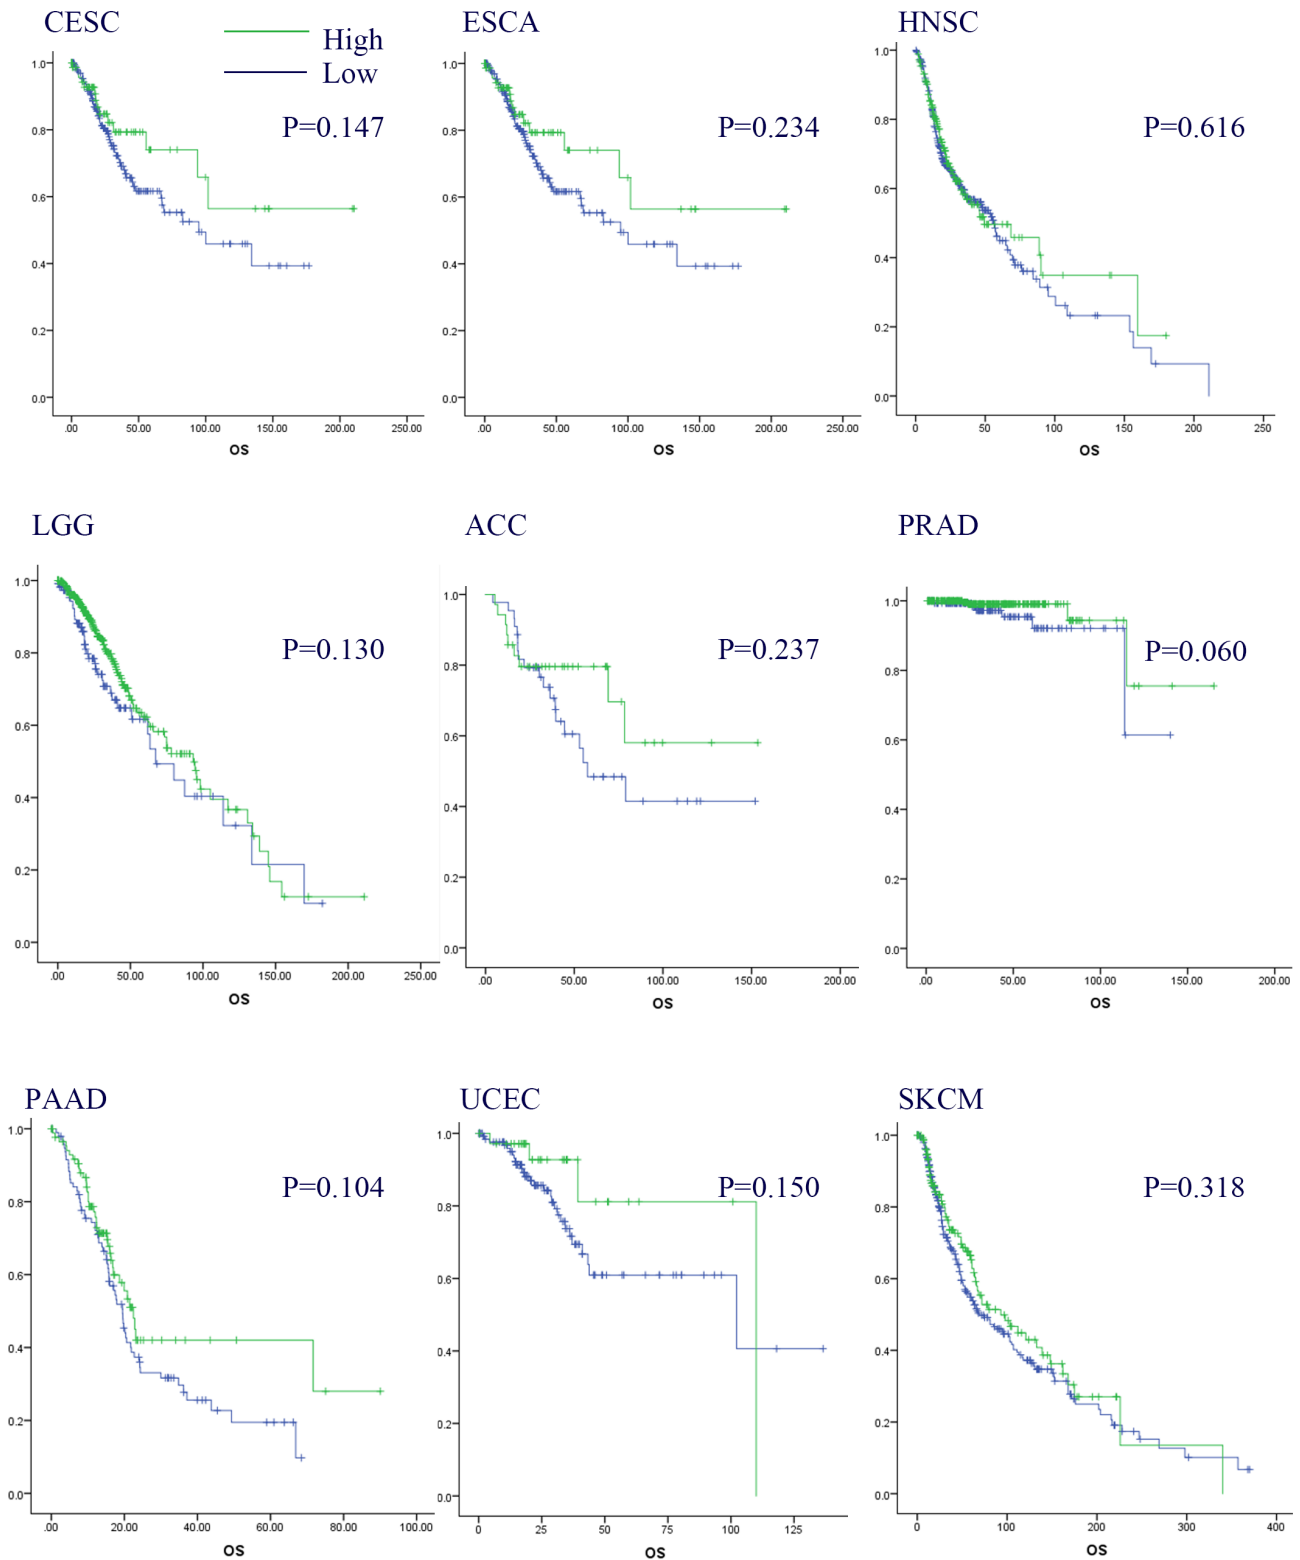 CESC
High
Low
P=0.147
1.0
0.8
0.6
0.4
0.2
0.0
.00 50.00 100.00 150.00 200.00 250.00
OS
ESCA
P=0.234
1.0
0.8
0.6
0.4
0.2
0.0
.00 50.00 100.00 150.00 200.00 250.00
OS
HNSC
P=0.616
1.0
0.8
0.6
0.4
0.2
0.0
0 50 100 150 200 250
OS
LGG
P=0.130
1.0
0.8
0.6
0.4
0.2
0.0
.00 50.00 100.00 150.00 200.00 250.00
OS
ACC
P=0.237
1.0
0.8
0.6
0.4
0.2
0.0
.00 50.00 100.00 150.00 200.00
OS
PRAD
P=0.060
1.0
0.8
0.6
0.4
0.2
0.0
.00 50.00 100.00 150.00 200.00
OS
PAAD
P=0.104
1.0
0.8
0.6
0.4
0.2
0.0
.00 20.00 40.00 60.00 80.00 100.00
OS
UCEC
P=0.150
1.0
0.8
0.6
0.4
0.2
0.0
0 25 50 75 100 125
OS
SKCM
P=0.318
1.0
0.8
0.6
0.4
0.2
0.0
0 100 200 300 400
OS